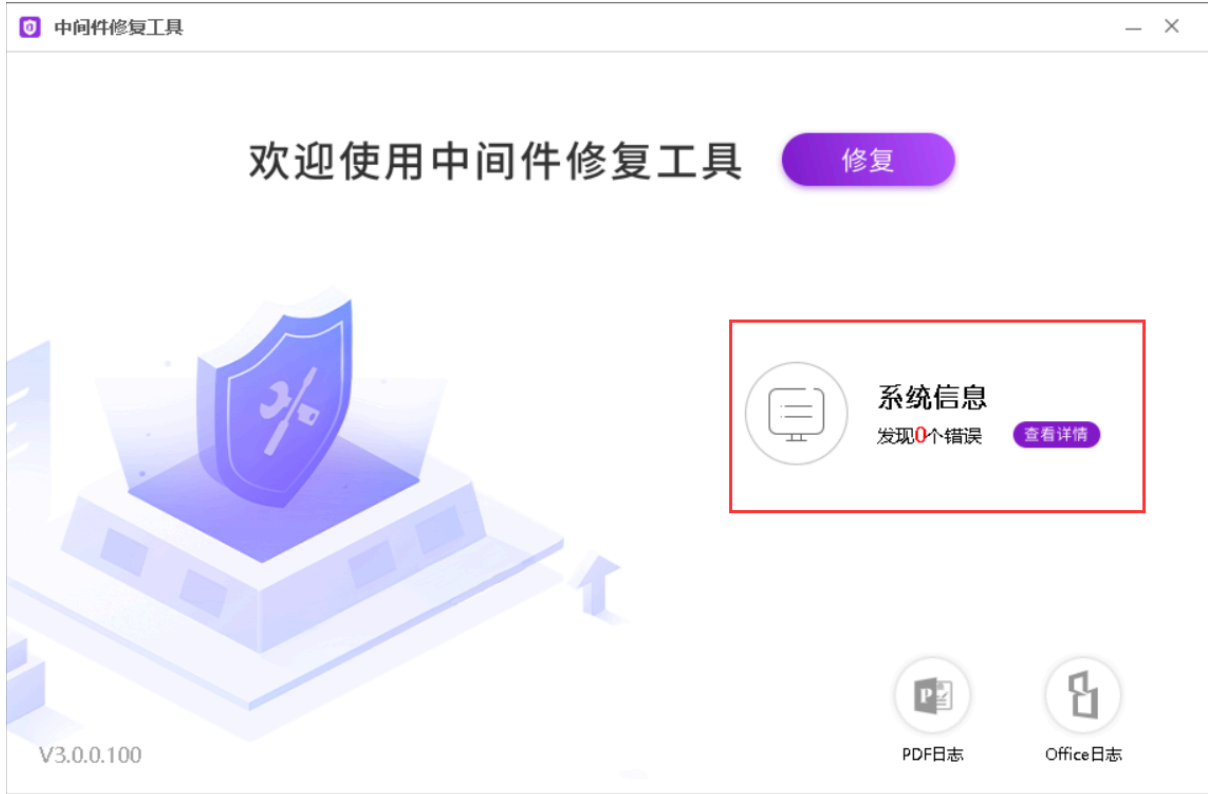 中间件修复工具
欢迎使用中间件修复工具
修复
系统信息
发现0个错误
查看详情
P
PDF日志
Office日志
V3.0.0.100